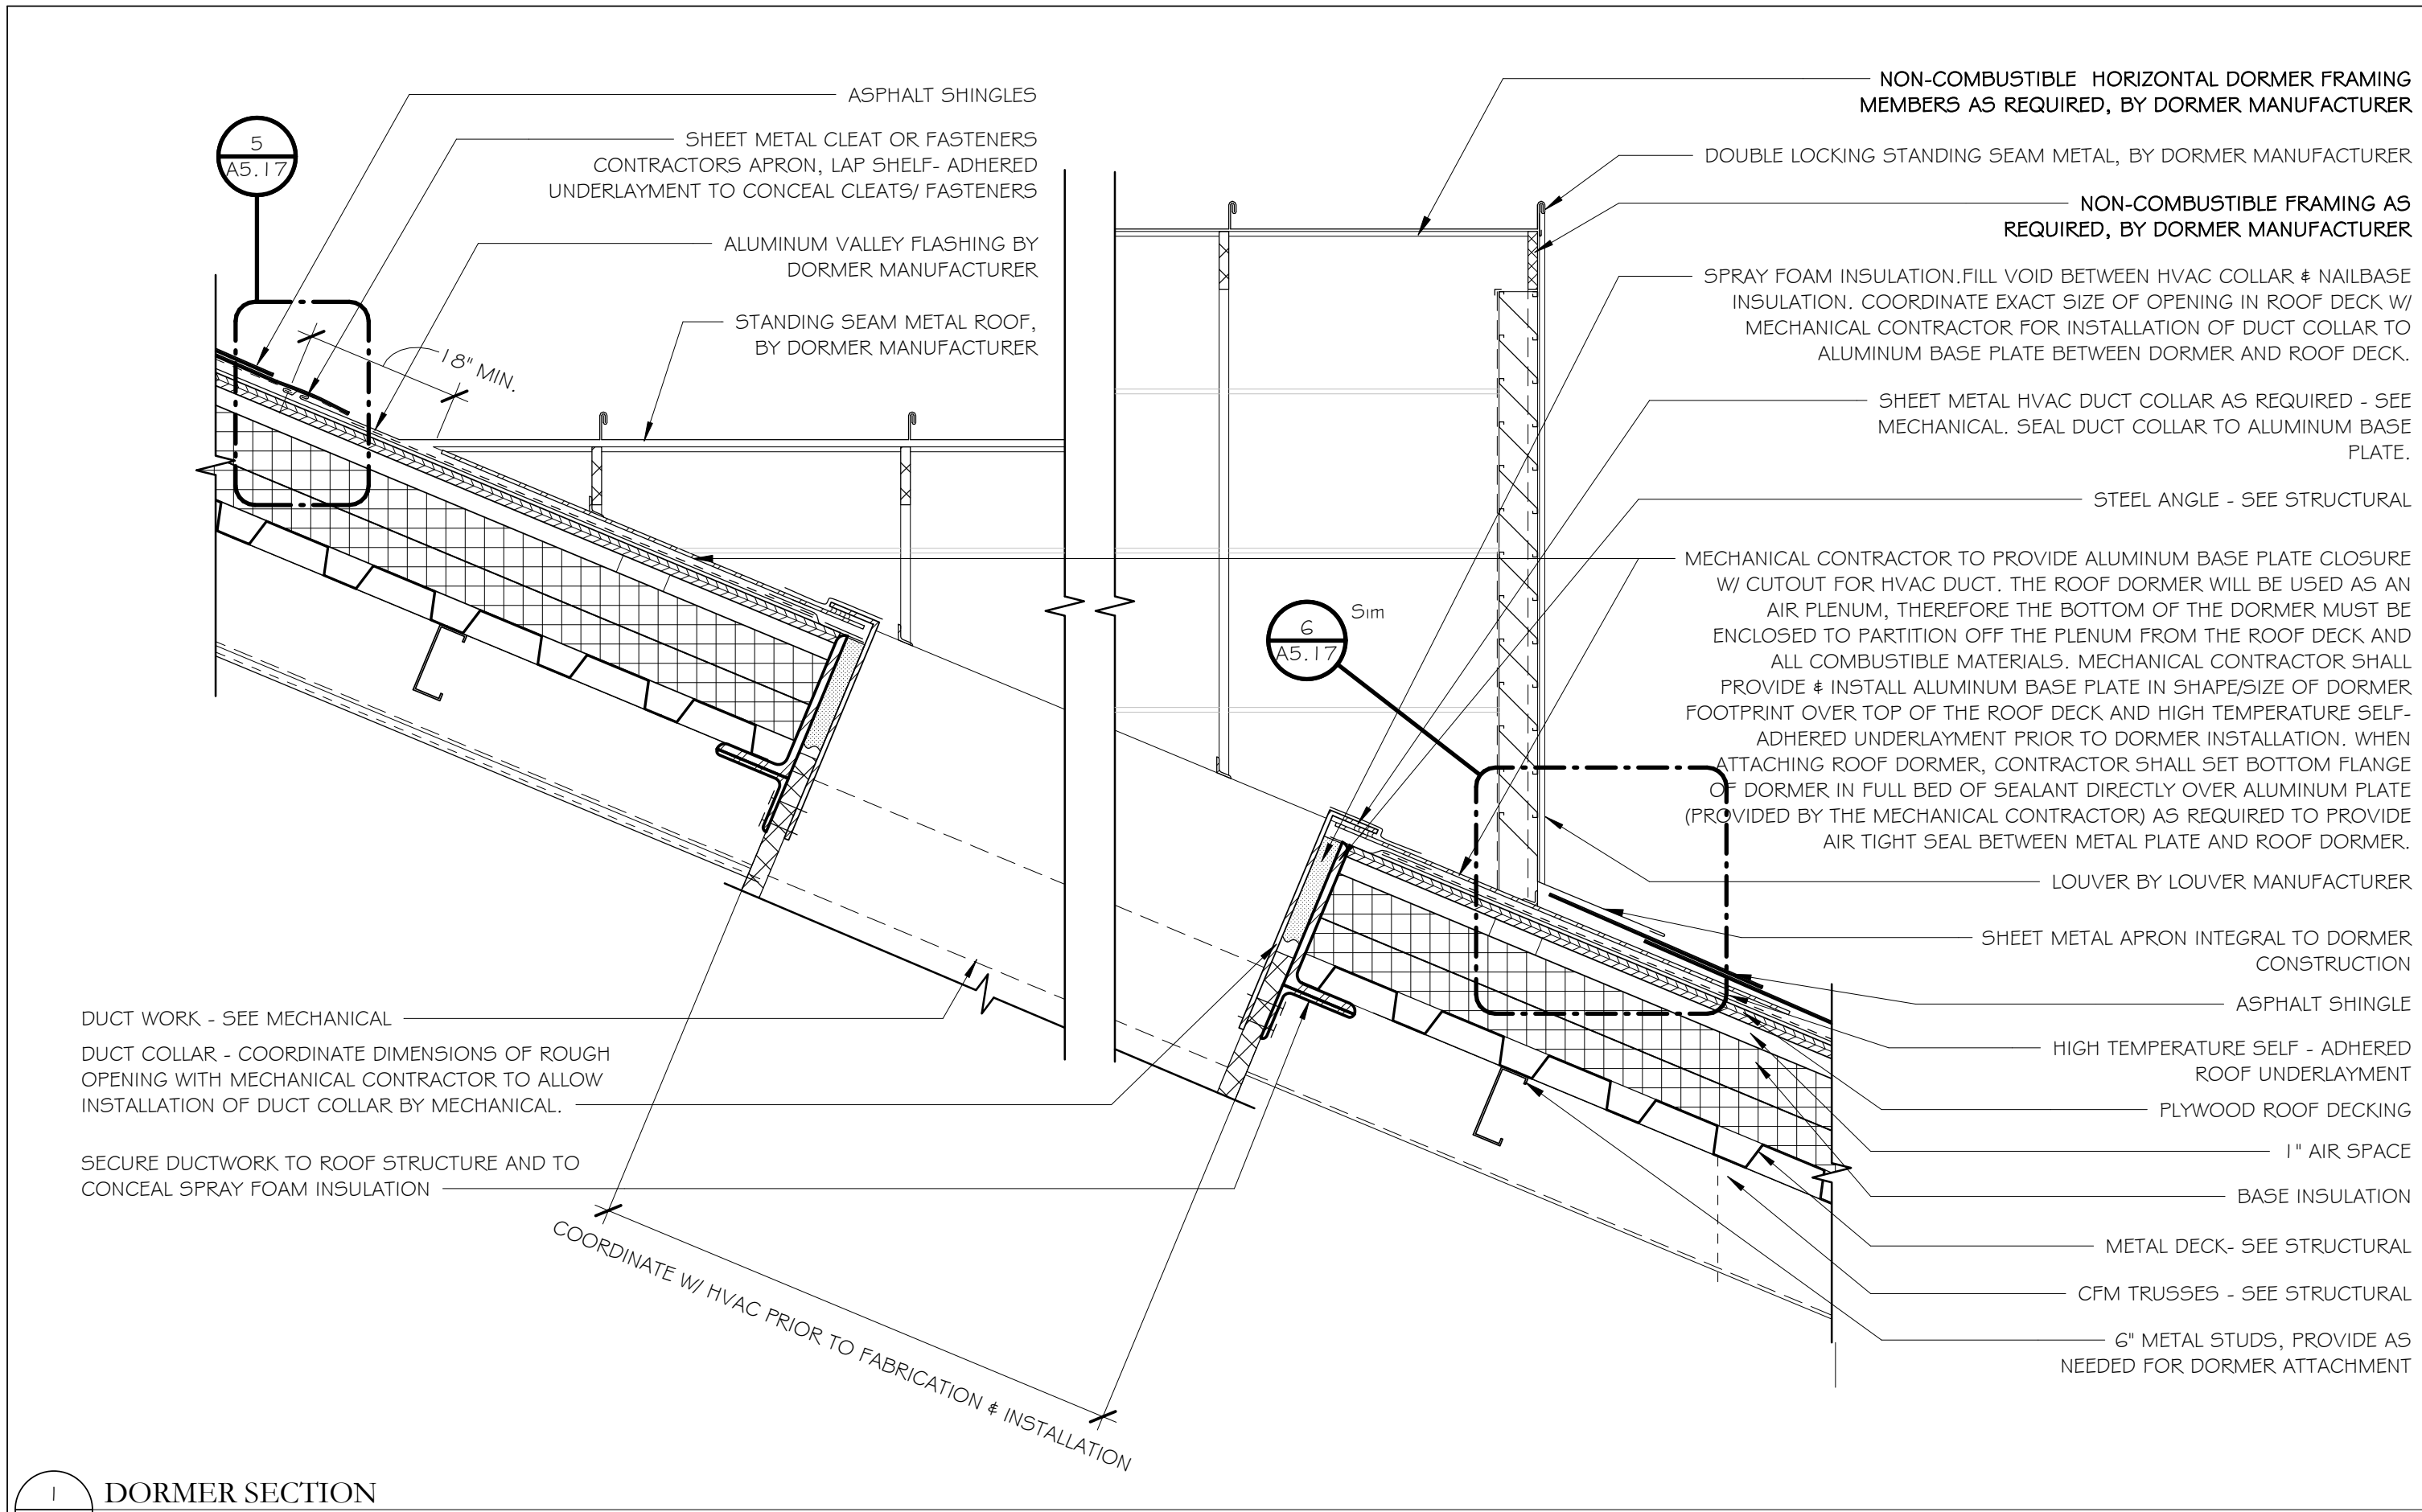 ASPHALT SHINGLES
SHEET METAL CLEAT OR FASTENERS
CONTRACTORS APRON, LAP SHELF- ADHERED
UNDERLAYMENT TO CONCEAL CLEATS/ FASTENERS
ALUMINUM VALLEY FLASHING BY
DORMER MANUFACTURER
STANDING SEAM METAL ROOF,
BY DORMER MANUFACTURER
5
A5.17
18" MIN.
NON-COMBUSTIBLE HORIZONTAL DORMER FRAMING
MEMBERS AS REQUIRED, BY DORMER MANUFACTURER
DOUBLE LOCKING STANDING SEAM METAL, BY DORMER MANUFACTURER
NON-COMBUSTIBLE FRAMING AS
REQUIRED, BY DORMER MANUFACTURER
SPRAY FOAM INSULATION.FILL VOID BETWEEN HVAC COLLAR & NAILBASE
INSULATION. COORDINATE EXACT SIZE OF OPENING IN ROOF DECK W/
MECHANICAL CONTRACTOR FOR INSTALLATION OF DUCT COLLAR TO
ALUMINUM BASE PLATE BETWEEN DORMER AND ROOF DECK.
SHEET METAL HVAC DUCT COLLAR AS REQUIRED - SEE
MECHANICAL. SEAL DUCT COLLAR TO ALUMINUM BASE
PLATE.
STEEL ANGLE - SEE STRUCTURAL
MECHANICAL CONTRACTOR TO PROVIDE ALUMINUM BASE PLATE CLOSURE
W/ CUTOUT FOR HVAC DUCT. THE ROOF DORMER WILL BE USED AS AN
AIR PLENUM, THEREFORE THE BOTTOM OF THE DORMER MUST BE
ENCLOSED TO PARTITION OFF THE PLENUM FROM THE ROOF DECK AND
ALL COMBUSTIBLE MATERIALS. MECHANICAL CONTRACTOR SHALL
PROVIDE & INSTALL ALUMINUM BASE PLATE IN SHAPE/SIZE OF DORMER
FOOTPRINT OVER TOP OF THE ROOF DECK AND HIGH TEMPERATURE SELF-
ADHERED UNDERLAYMENT PRIOR TO DORMER INSTALLATION. WHEN
ATTACHING ROOF DORMER, CONTRACTOR SHALL SET BOTTOM FLANGE
OF DORMER IN FULL BED OF SEALANT DIRECTLY OVER ALUMINUM PLATE
(PROVIDED BY THE MECHANICAL CONTRACTOR) AS REQUIRED TO PROVIDE
AIR TIGHT SEAL BETWEEN METAL PLATE AND ROOF DORMER.
6
A5.17
Sim
LOUVER BY LOUVER MANUFACTURER
SHEET METAL APRON INTEGRAL TO DORMER
CONSTRUCTION
ASPHALT SHINGLE
HIGH TEMPERATURE SELF - ADHERED
ROOF UNDERLAYMENT
PLYWOOD ROOF DECKING
1" AIR SPACE
BASE INSULATION
METAL DECK- SEE STRUCTURAL
CFM TRUSSES - SEE STRUCTURAL
6" METAL STUDS, PROVIDE AS
NEEDED FOR DORMER ATTACHMENT
DUCT WORK - SEE MECHANICAL
DUCT COLLAR - COORDINATE DIMENSIONS OF ROUGH
OPENING WITH MECHANICAL CONTRACTOR TO ALLOW
INSTALLATION OF DUCT COLLAR BY MECHANICAL.
SECURE DUCTWORK TO ROOF STRUCTURE AND TO
CONCEAL SPRAY FOAM INSULATION
COORDINATE W/ HVAC PRIOR TO FABRICATION & INSTALLATION
1
DORMER SECTION